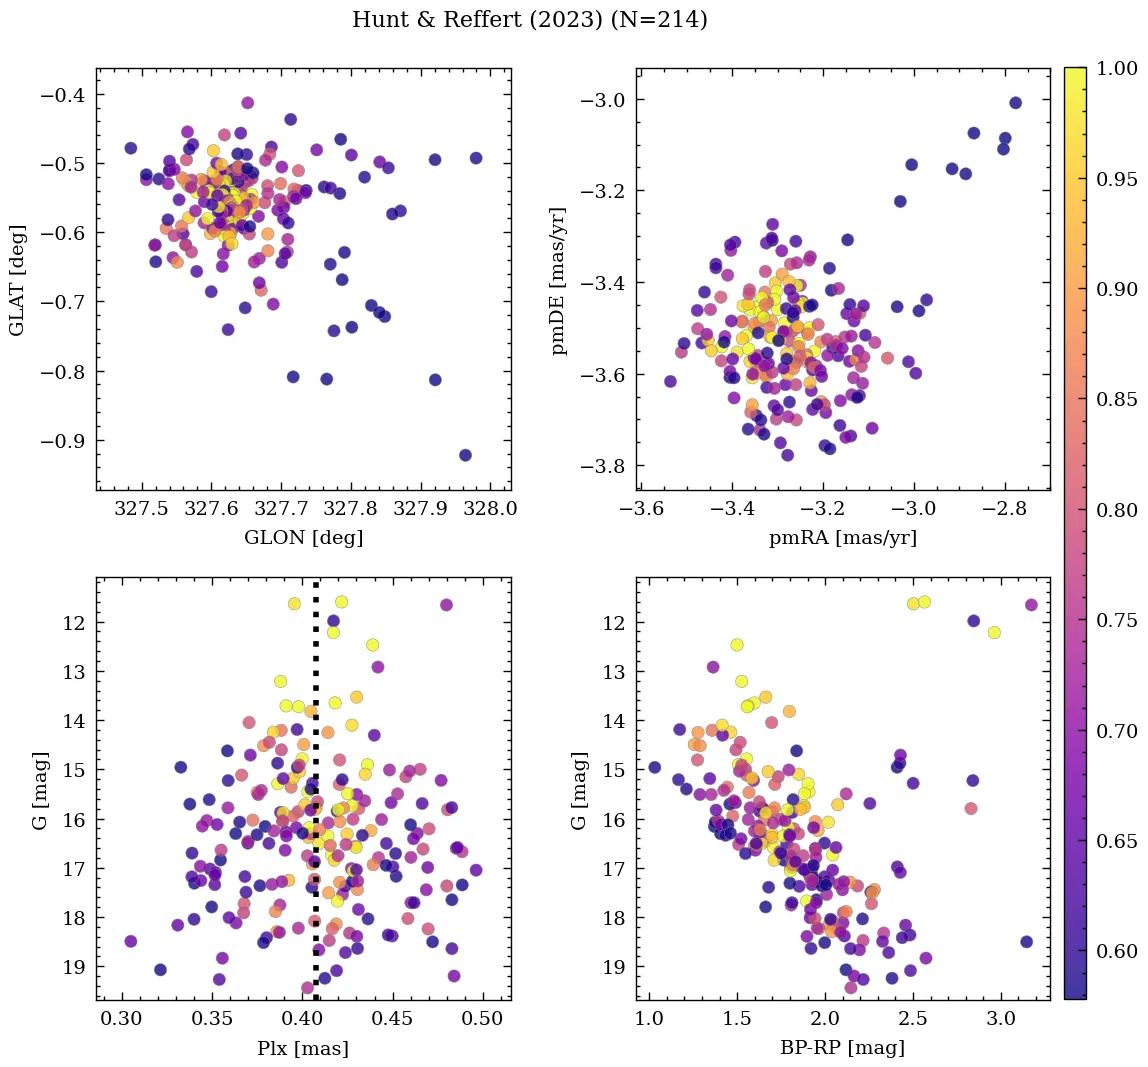 Hunt & Reffert (2023) (N=214)
−0.4
−0.5
−0.6
−0.7
−0.8
−0.9
GLAT [deg]
327.5 327.6 327.7 327.8 327.9 328.0
GLON [deg]
−3.0
−3.2
−3.4
−3.6
−3.8
pmDE [mas/yr]
−3.6 −3.4 −3.2 −3.0 −2.8
pmRA [mas/yr]
12
13
14
15
16
17
18
19
G [mag]
0.30 0.35 0.40 0.45 0.50
Plx [mas]
12
13
14
15
16
17
18
19
G [mag]
1.0 1.5 2.0 2.5 3.0
BP-RP [mag]
1.00
0.95
0.90
0.85
0.80
0.75
0.70
0.65
0.60